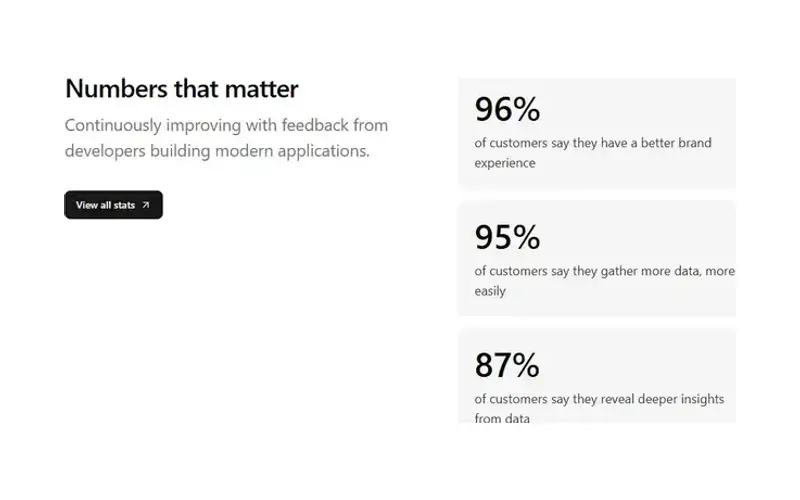 Numbers that matter
Continuously improving with feedback from
developers building modern applications.
View all stats
96%
of customers say they have a better brand
experience
95%
of customers say they gather more data, more
easily
87%
of customers say they reveal deeper insights
from data